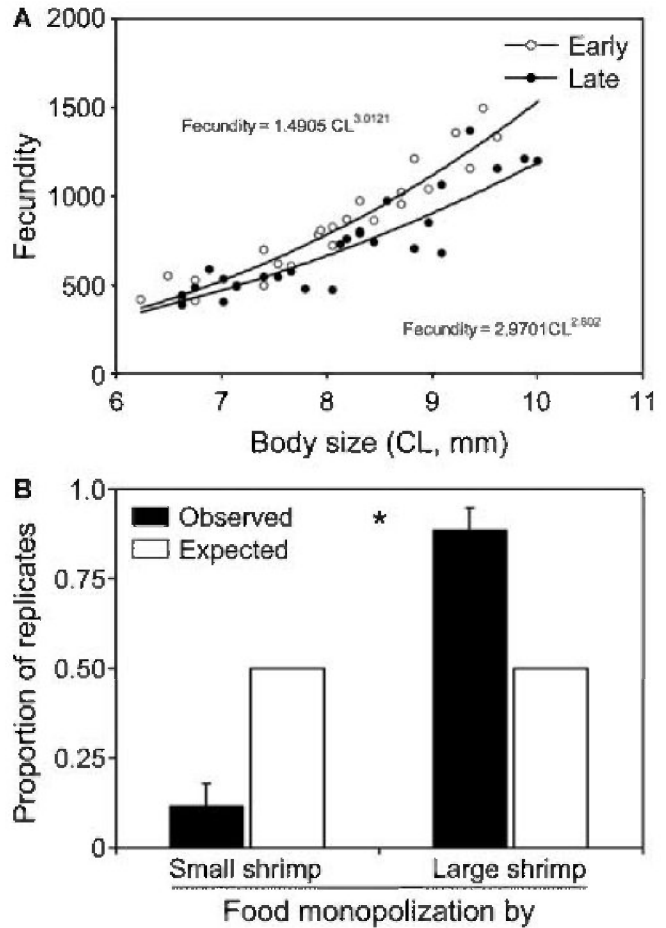 A
2000
1500
1000
500
0
Fecundity
Early
Late
Fecundity = 1.4905 CL^3.0121
Fecundity = 2,9701CL^2.602
6 7 8 9 10 11
Body size (CL, mm)
B
1.0
0.75
0.50
0.25
0
Proportion of replicates
Observed
Expected
*
Small shrimp Large shrimp
Food monopolization by